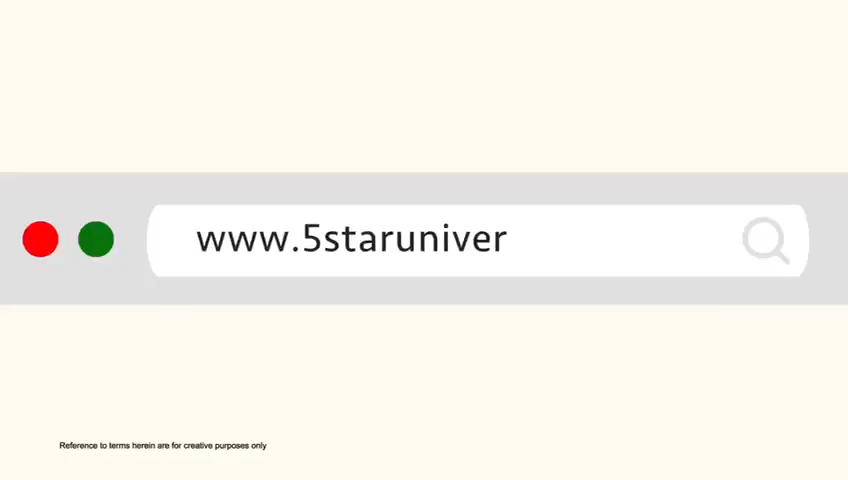 www.5staruniver
Reference to terms herein are for creative purposes only